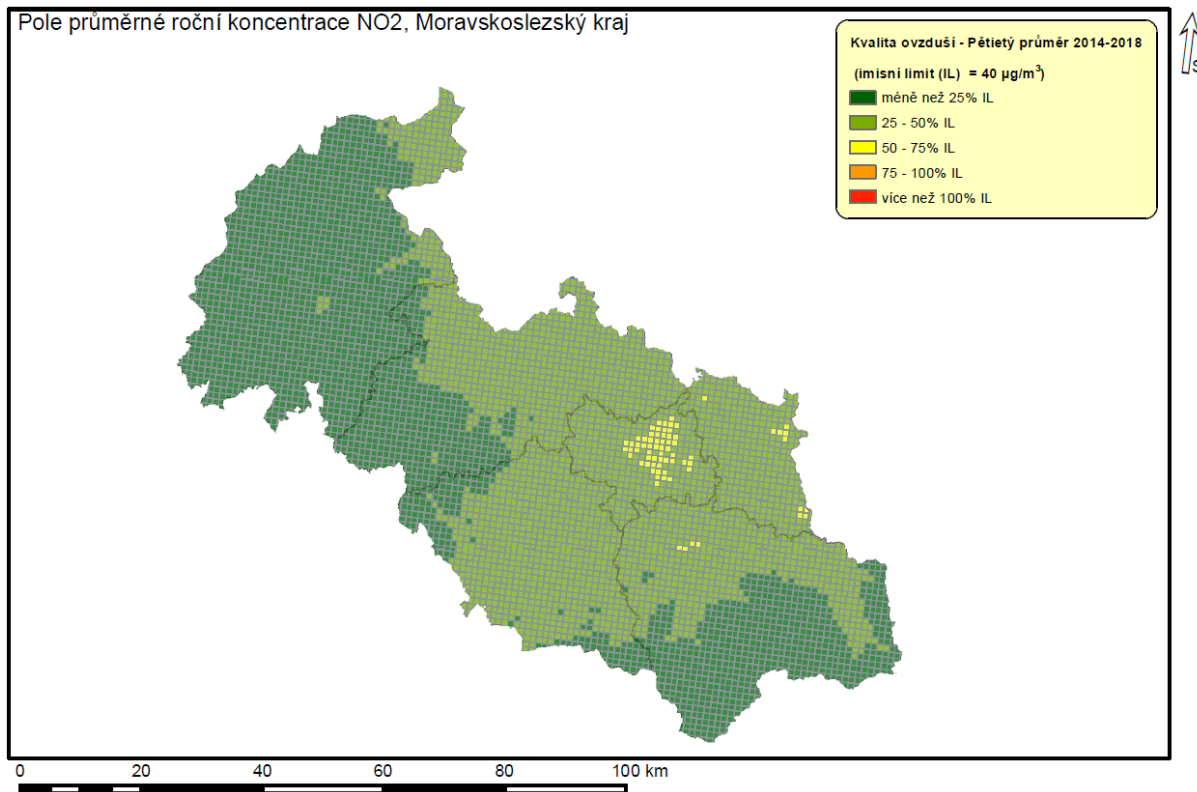 Pole průměrné roční koncentrace NO2, Moravskoslezský kraj
Kvalita ovzduší - Pětietý průměr 2014-2018
(imisní limit (IL) = 40 µg/m³)
méně než 25% IL
25 - 50% IL
50 - 75% IL
75 - 100% IL
více než 100% IL
S
0 20 40 60 80 100 km